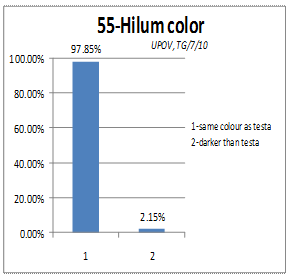 55-Hilum color
UPOV,TG/7/10
97.85%
100.00%
80.00%
60.00%
40.00%
20.00%
0.00%
2.15%
1
2
1-same colour as testa
2-darker than testa